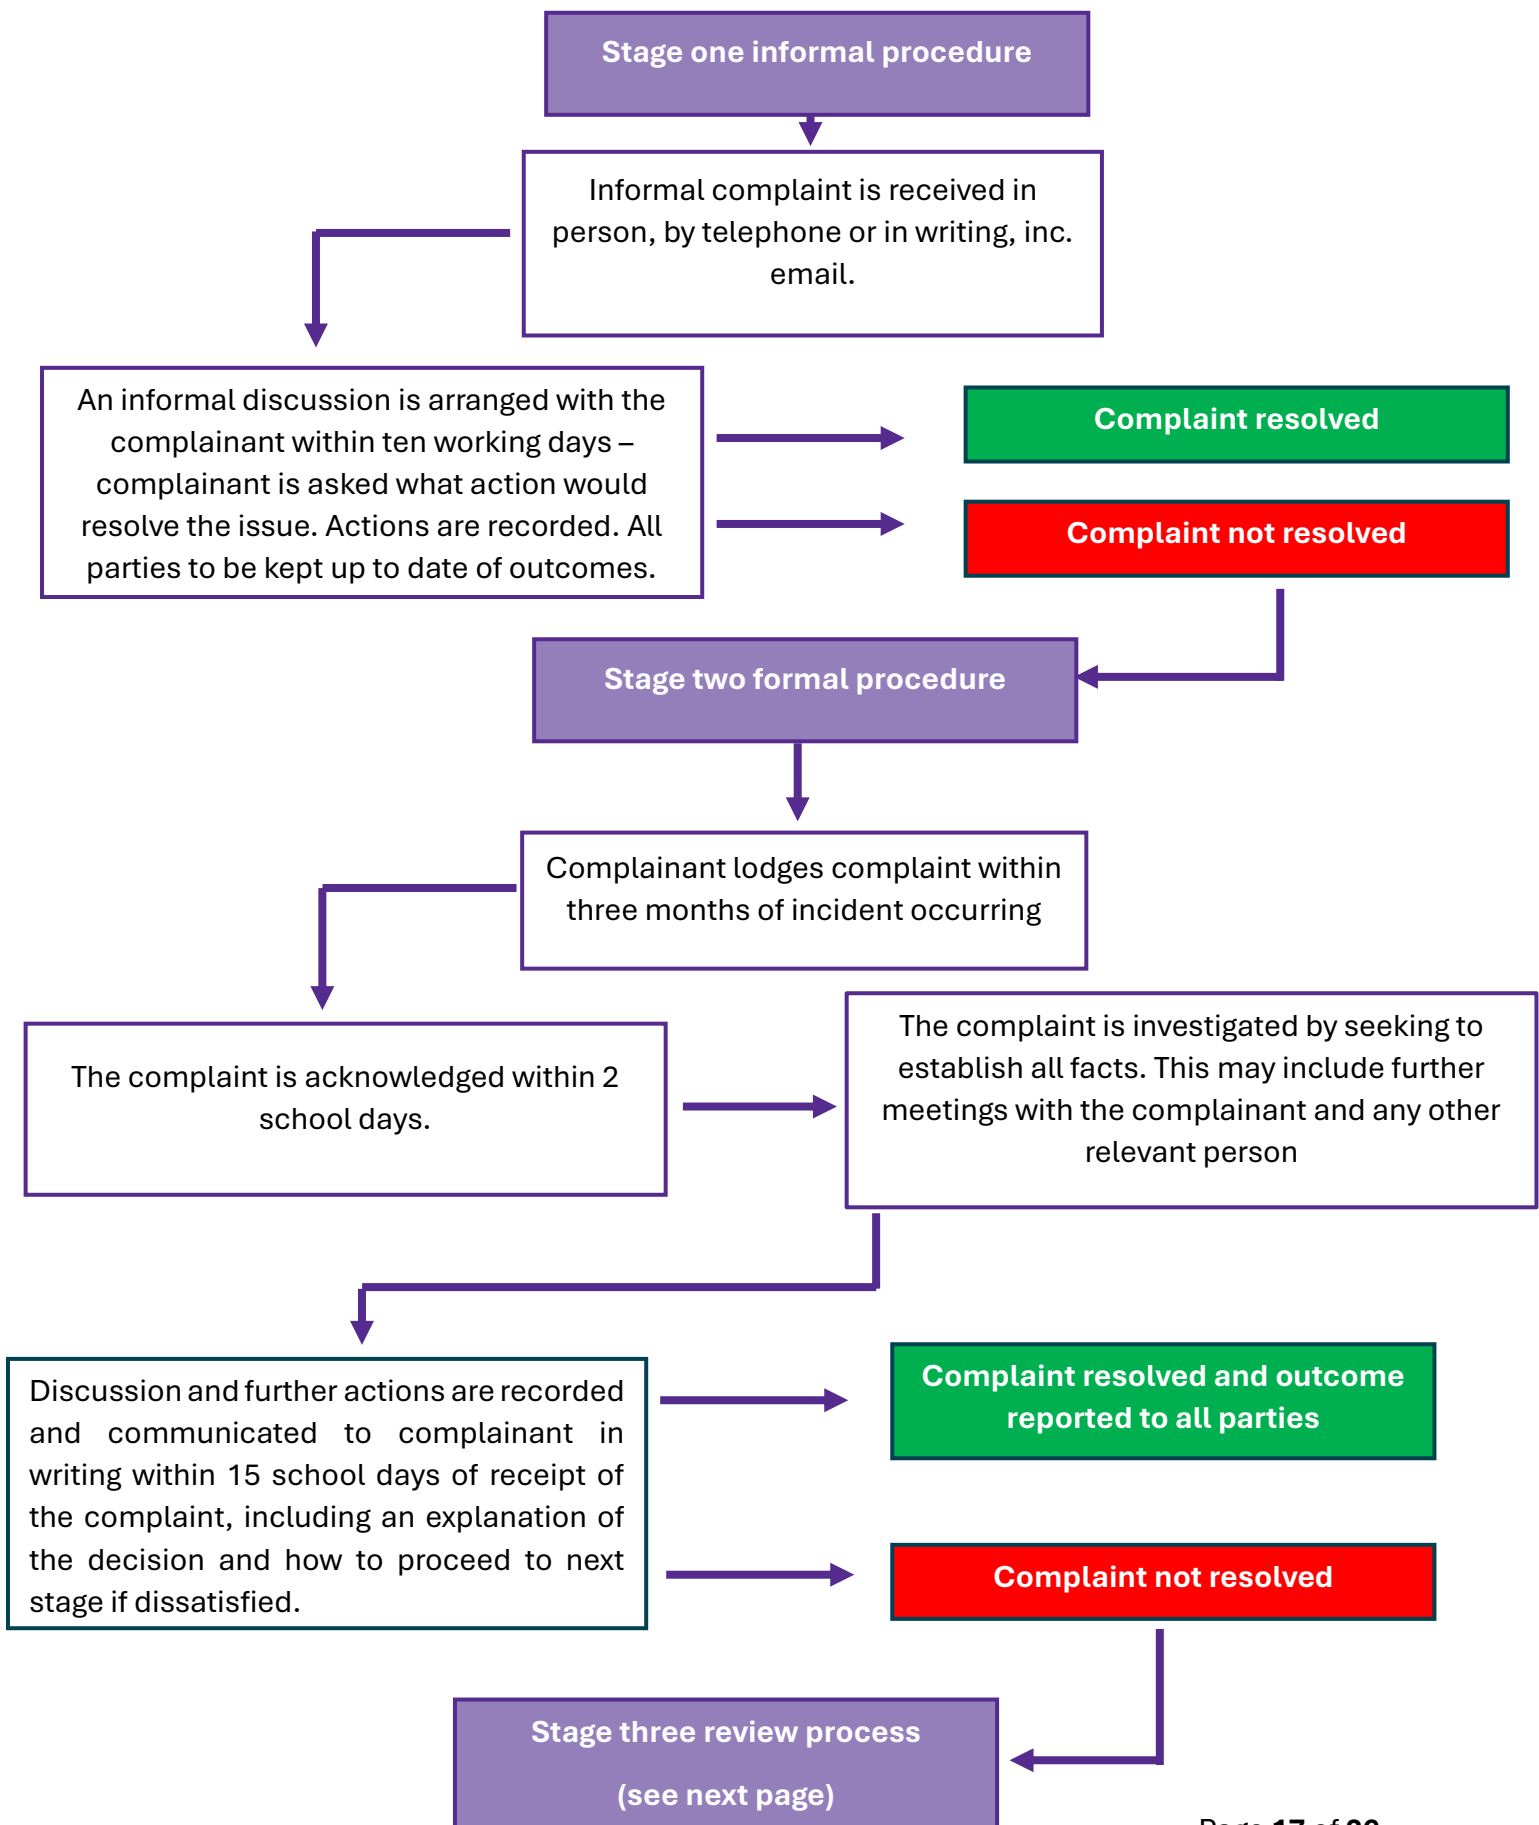 Stage one informal procedure
Informal complaint is received in
person, by telephone or in writing, inc.
email.
An informal discussion is arranged with the
complainant within ten working days –
complainant is asked what action would
resolve the issue. Actions are recorded. All
parties to be kept up to date of outcomes.
Complaint resolved
Complaint not resolved
Stage two formal procedure
Complainant lodges complaint within
three months of incident occurring
The complaint is acknowledged within 2
school days.
The complaint is investigated by seeking to
establish all facts. This may include further
meetings with the complainant and any other
relevant person
Discussion and further actions are recorded
and communicated to complainant in
writing within 15 school days of receipt of
the complaint, including an explanation of
the decision and how to proceed to next
stage if dissatisfied.
Complaint resolved and outcome
reported to all parties
Complaint not resolved
Stage three review process
(see next page)
Page 17 of